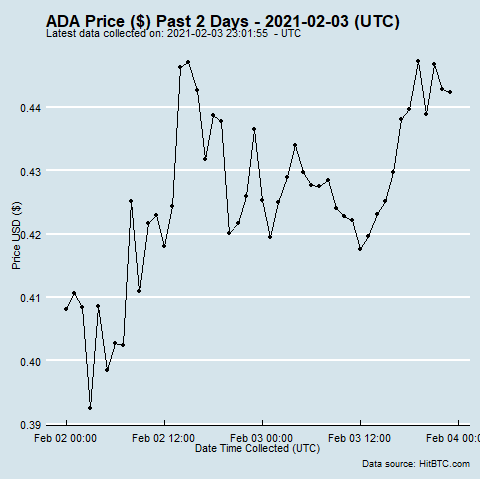 ADA Price ($) Past 2 Days - 2021-02-03 (UTC)
Latest data collected on: 2021-02-03 23:01:55 - UTC
Price USD ($)
0.44
0.43
0.42
0.41
0.40
0.39
Feb 02 00:00 Feb 02 12:00 Feb 03 00:00 Feb 03 12:00 Feb 04 00:0
Date Time Collected (UTC)
Data source: HitBTC.com